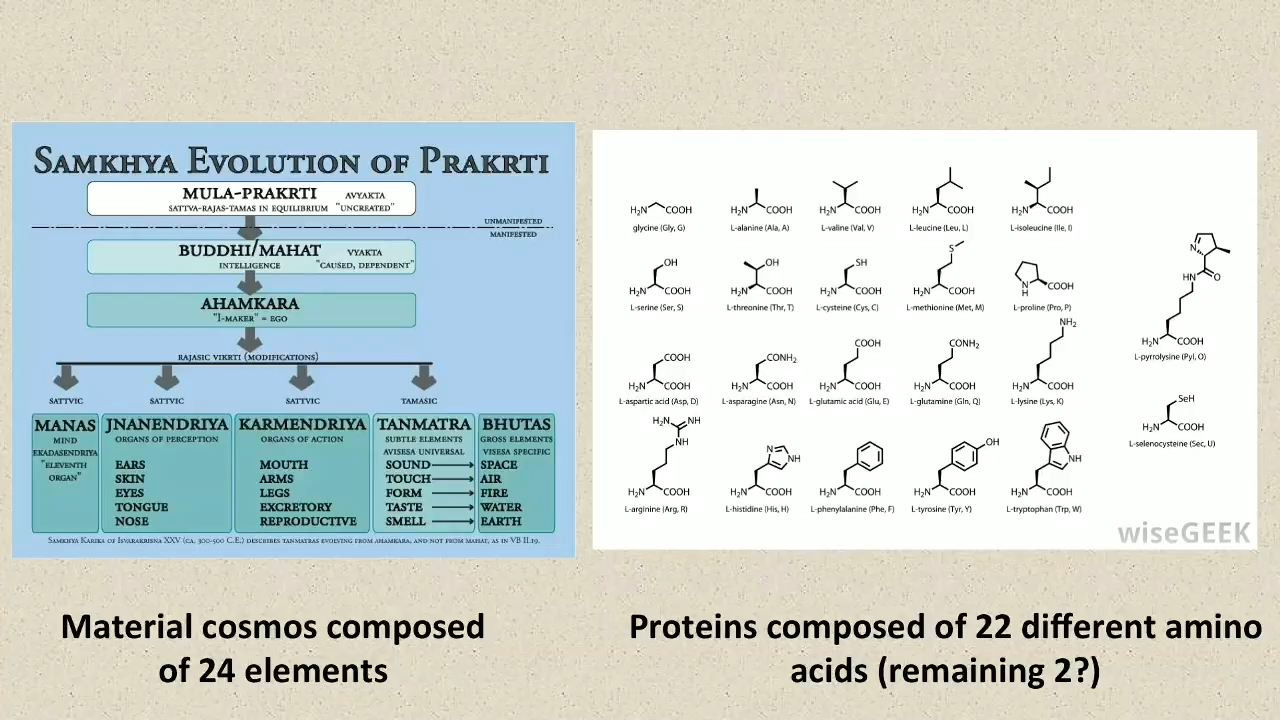 SAMKHYA EVOLUTION OF PRAKRTI
MULA-PRAKRTI AVYAKTA
SATTVA-RAJAS-TAMAS IN EQUILIBRIUM "UNCREATED"
UNMANIFESTED
MANIFESTED
BUDDHI/MAHAT VYAKTA
INTELLIGENCE "CAUSED, DEPENDENT"
AHAMKARA
"I-MAKER" = EGO
RAJASIC VIKRTI (MODIFICATIONS)
SATTVIC SATTVIC SATTVIC TAMASIC
MANAS
MIND
EKADASENDRIYA
"ELEVENTH
ORGAN"
JNANENDRIYA
ORGANS OF PERCEPTION
EARS
SKIN
EYES
TONGUE
NOSE
KARMENDRIYA
ORGANS OF ACTION
MOUTH
ARMS
LEGS
EXCRETORY
REPRODUCTIVE
TANMATRA
SUBTLE ELEMENTS
AVISESA UNIVERSAL
SOUND
TOUCH
FORM
TASTE
SMELL
BHUTAS
GROSS ELEMENTS
VISESA SPECIFIC
SPACE
AIR
FIRE
WATER
EARTH
SAMKHYA KARIKA OF ISVARAKRISNA XXV (CA. 300-500 C.E.) DESCRIBES TANMATRAS EVOLVING FROM AHAMKARA, AND NOT FROM MAHAT, AS IN VB II.19.
Material cosmos composed
of 24 elements
H₂N COOH
glycine (Gly, G)
H₂N COOH
L-alanine (Ala, A)
H₂N COOH
L-valine (Val, V)
H₂N COOH
L-leucine (Leu, L)
H₂N COOH
L-isoleucine (Ile, I)
OH
H₂N COOH
L-serine (Ser, S)
OH
H₂N COOH
L-threonine (Thr, T)
SH
H₂N COOH
L-cysteine (Cys, C)
S
H₂N COOH
L-methionine (Met, M)
N COOH
H
L-proline (Pro, P)
COOH
H₂N COOH
L-aspartic acid (Asp, D)
CONH₂
H₂N COOH
L-asparagine (Asn, N)
COOH
H₂N COOH
L-glutamic acid (Glu, E)
CONH₂
H₂N COOH
L-glutamine (Gln, Q)
NH₂
H₂N COOH
L-lysine (Lys, K)
H₂N NH
NH
H₂N COOH
L-arginine (Arg, R)
N
NH
H₂N COOH
L-histidine (His, H)
H₂N COOH
L-phenylalanine (Phe, F)
OH
H₂N COOH
L-tyrosine (Tyr, Y)
NH
H₂N COOH
L-tryptophan (Trp, W)
N
HN O
H₂N COOH
L-pyrrolysine (Pyl, O)
SeH
H₂N COOH
L-selenocysteine (Sec, U)
wiseGEEK
Proteins composed of 22 different amino
acids (remaining 2?)